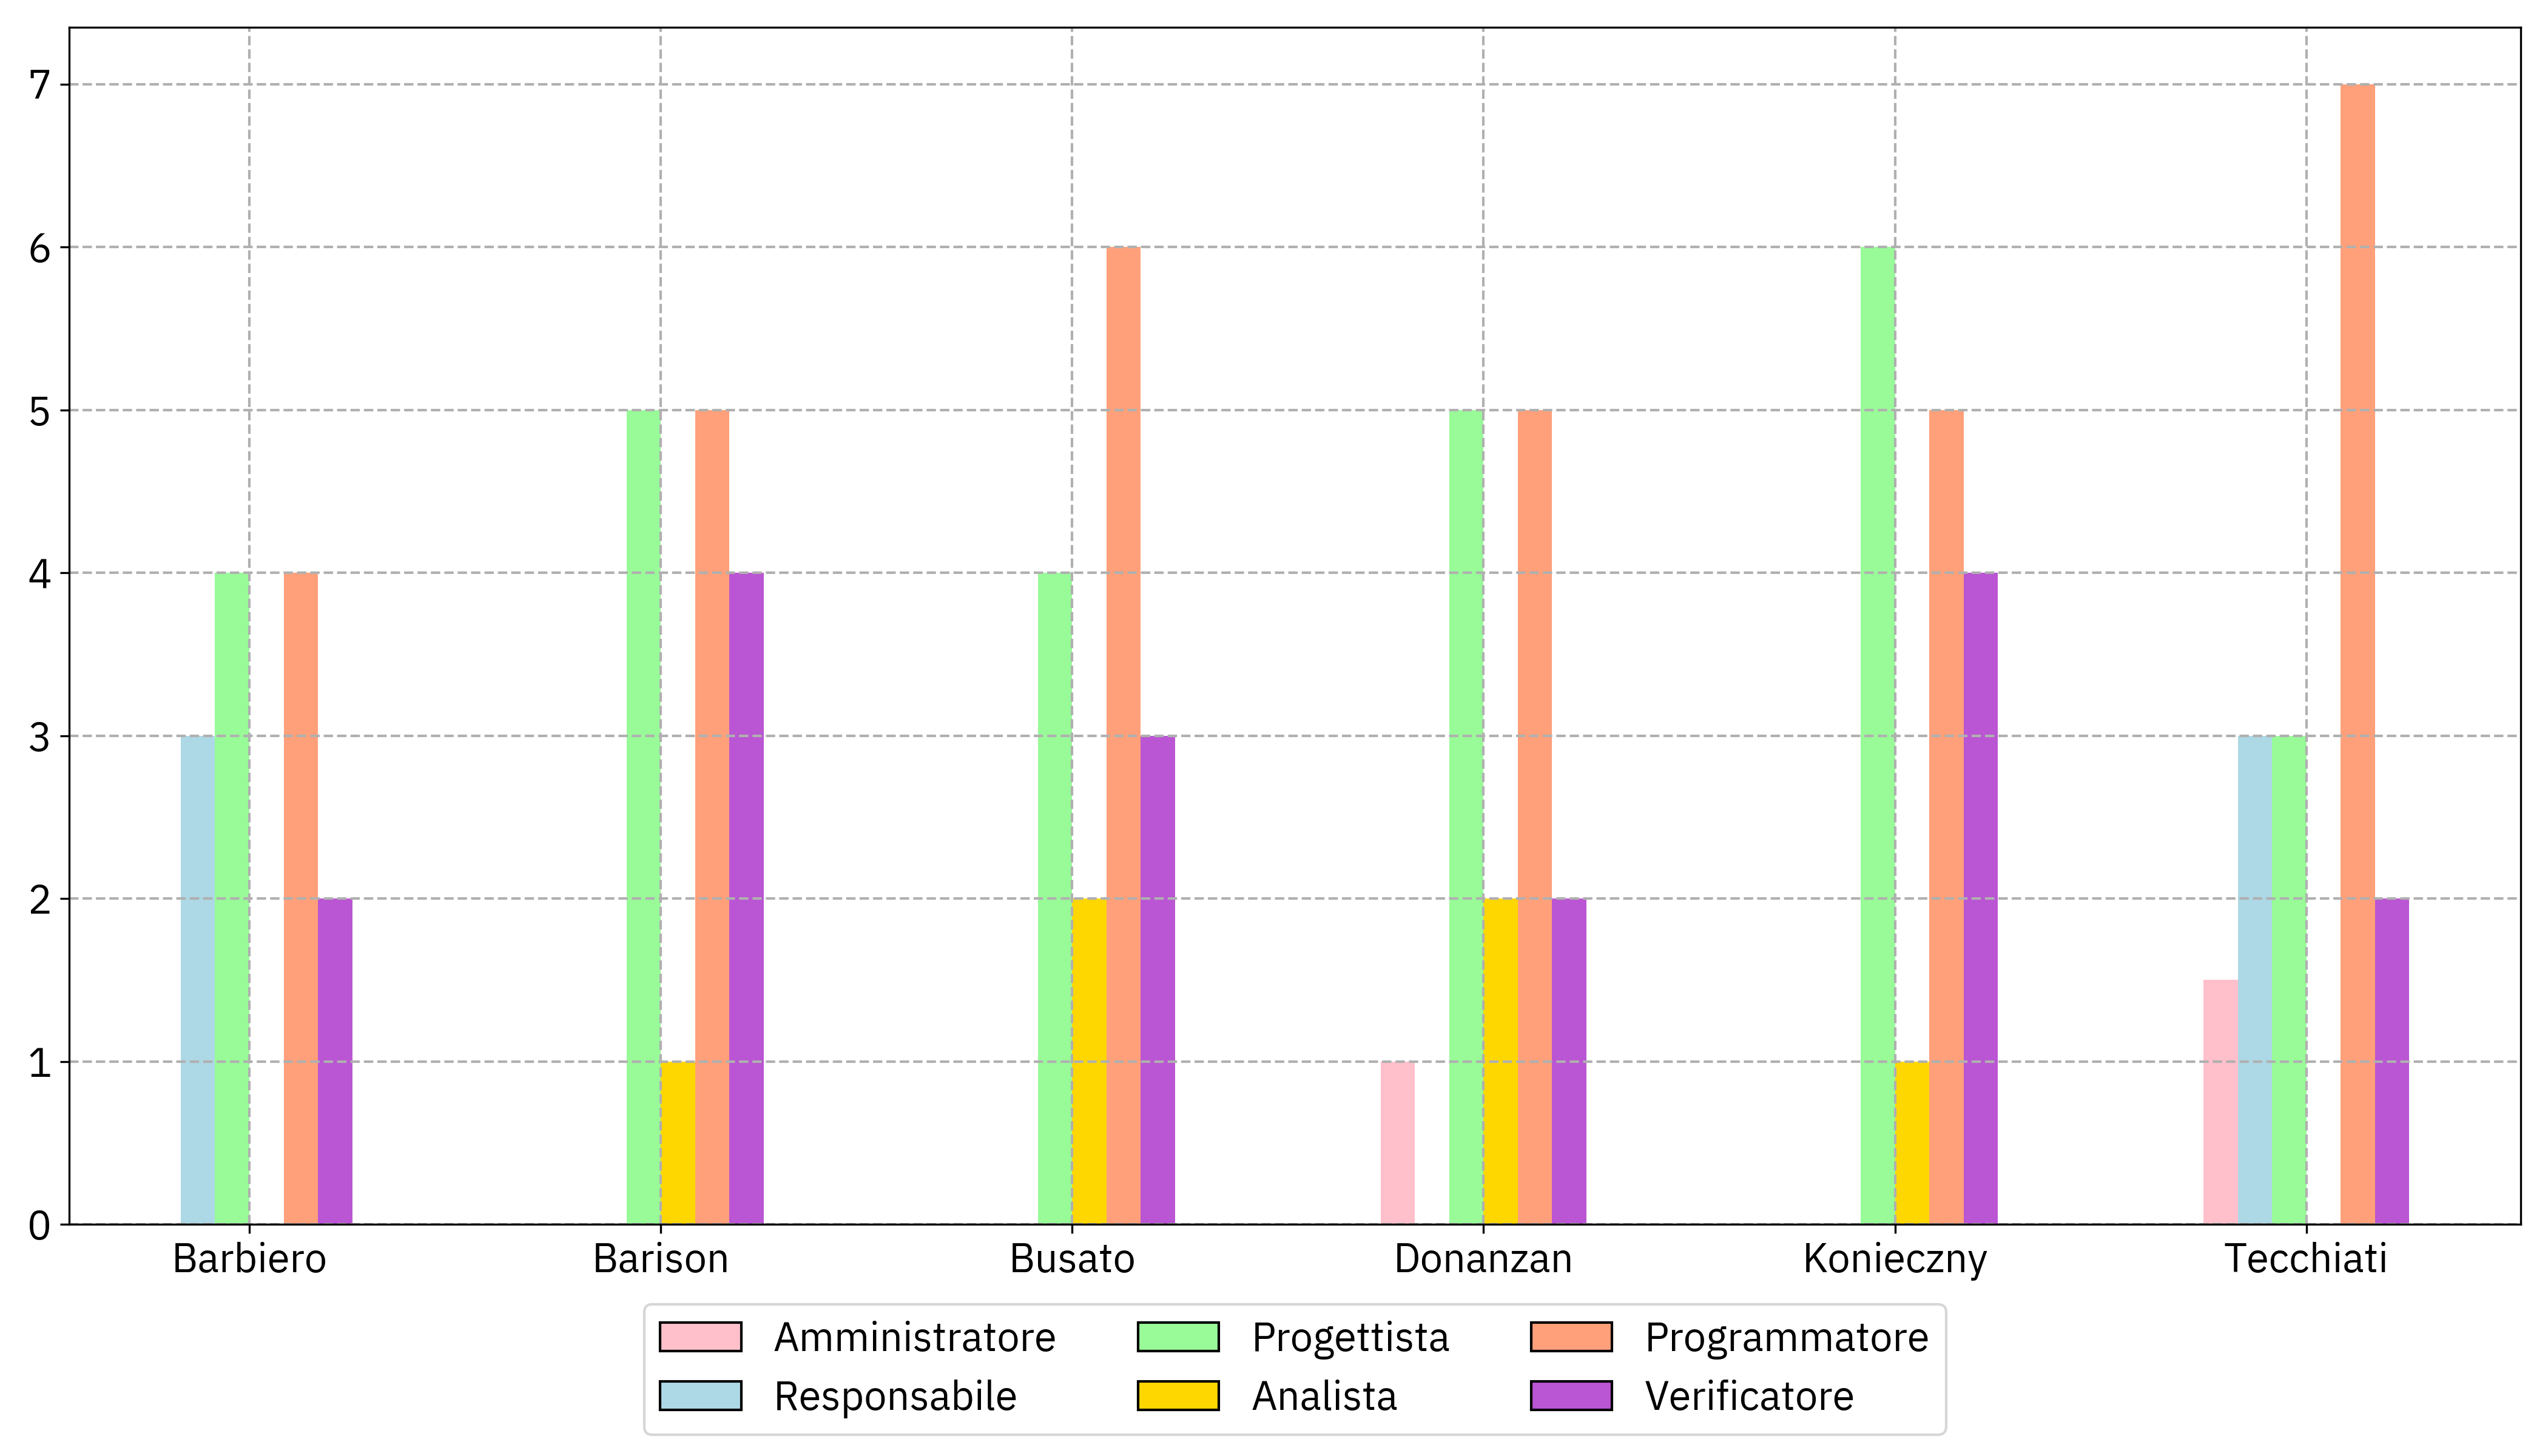 7
6
5
4
3
2
1
0
Barbiero Barison Busato Donanzan Konieczny Tecchiati
Amministratore Progettista Programmatore
Responsabile Analista Verificatore